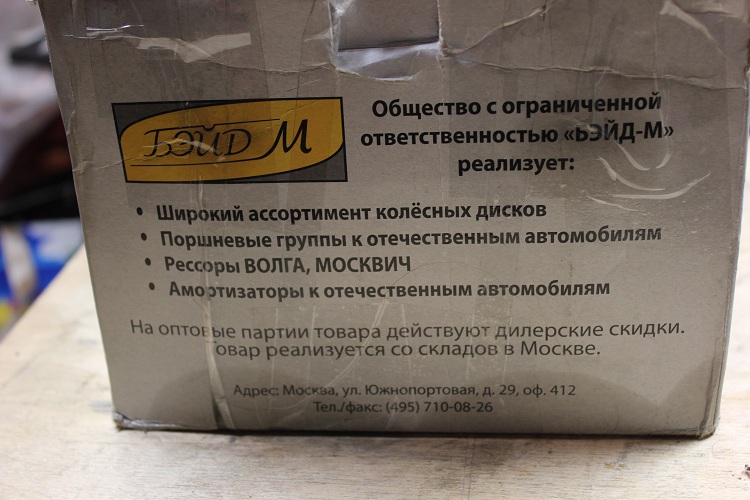 БЭЙД М
Общество с ограниченной
ответственностью «БЭЙД-М»
реализует:
• Широкий ассортимент колёсных дисков
• Поршневые группы к отечественным автомобилям
• Рессоры ВОЛГА, МОСКВИЧ
• Амортизаторы к отечественным автомобилям
На оптовые партии товара действуют дилерские скидки.
Товар реализуется со складов в Москве.
Адрес: Москва, ул. Южнопортовая, д. 29, оф. 412
Тел./факс: (495) 710-08-26